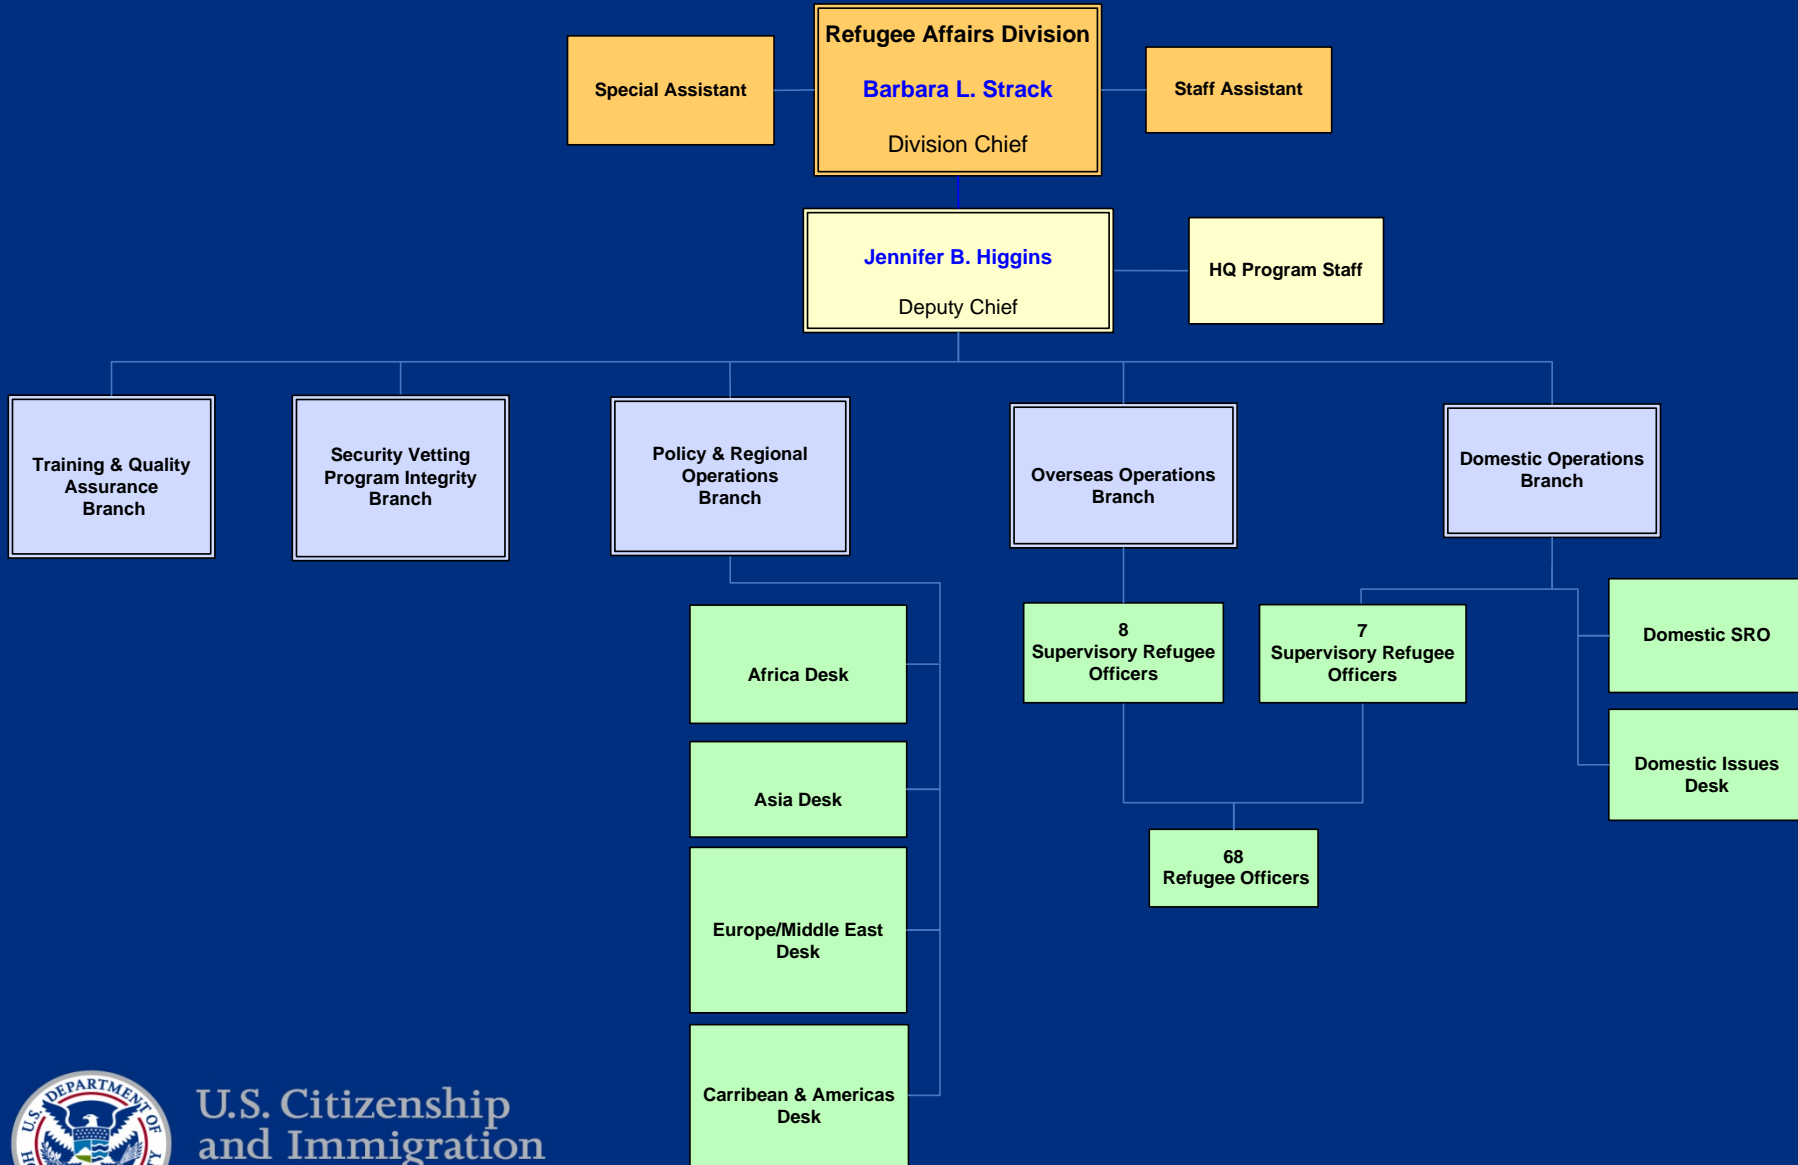 Refugee Affairs Division
Barbara L. Strack
Division Chief
Special Assistant
Staff Assistant
Jennifer B. Higgins
Deputy Chief
HQ Program Staff
Training & Quality
Assurance
Branch
Security Vetting
Program Integrity
Branch
Policy & Regional
Operations
Branch
Overseas Operations
Branch
Domestic Operations
Branch
Africa Desk
Asia Desk
Europe/Middle East
Desk
Carribean & Americas
Desk
8
Supervisory Refugee
Officers
7
Supervisory Refugee
Officers
68
Refugee Officers
Domestic SRO
Domestic Issues
Desk
U.S. DEPARTMENT OF
U.S. Citizenship
and Immigration